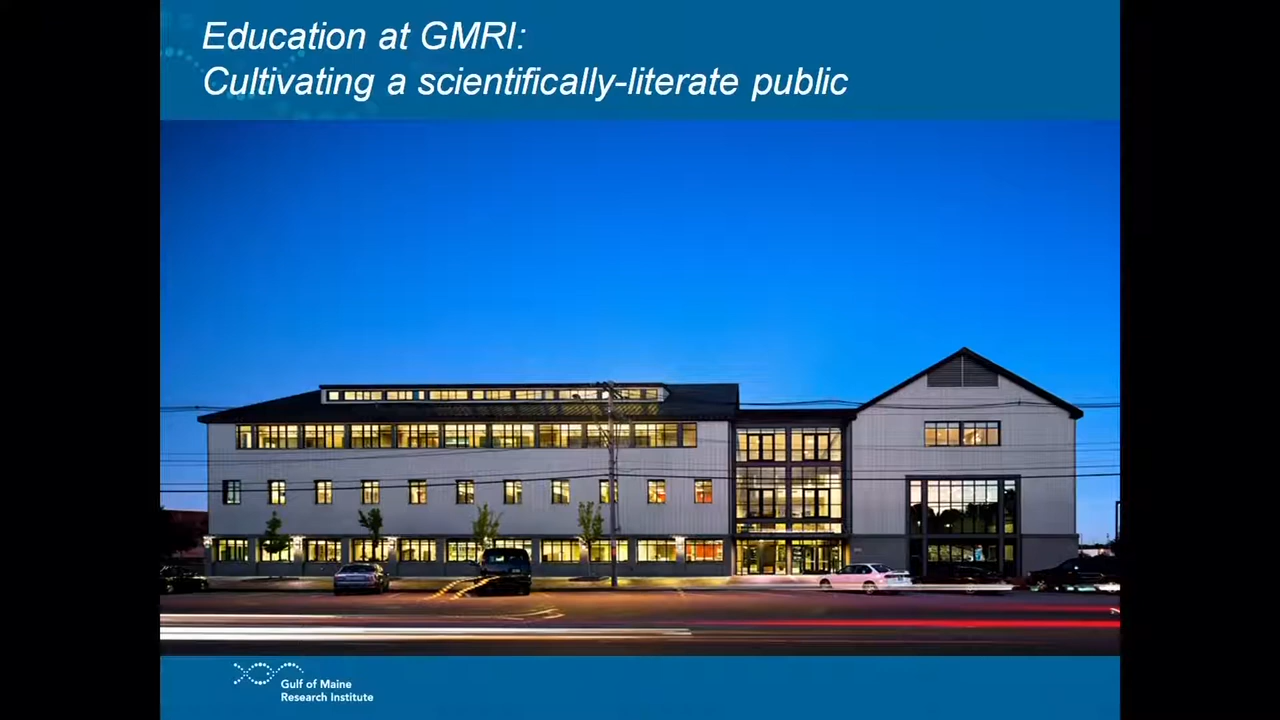 Education at GMRI:
Cultivating a scientifically-literate public
Gulf of Maine
Research Institute